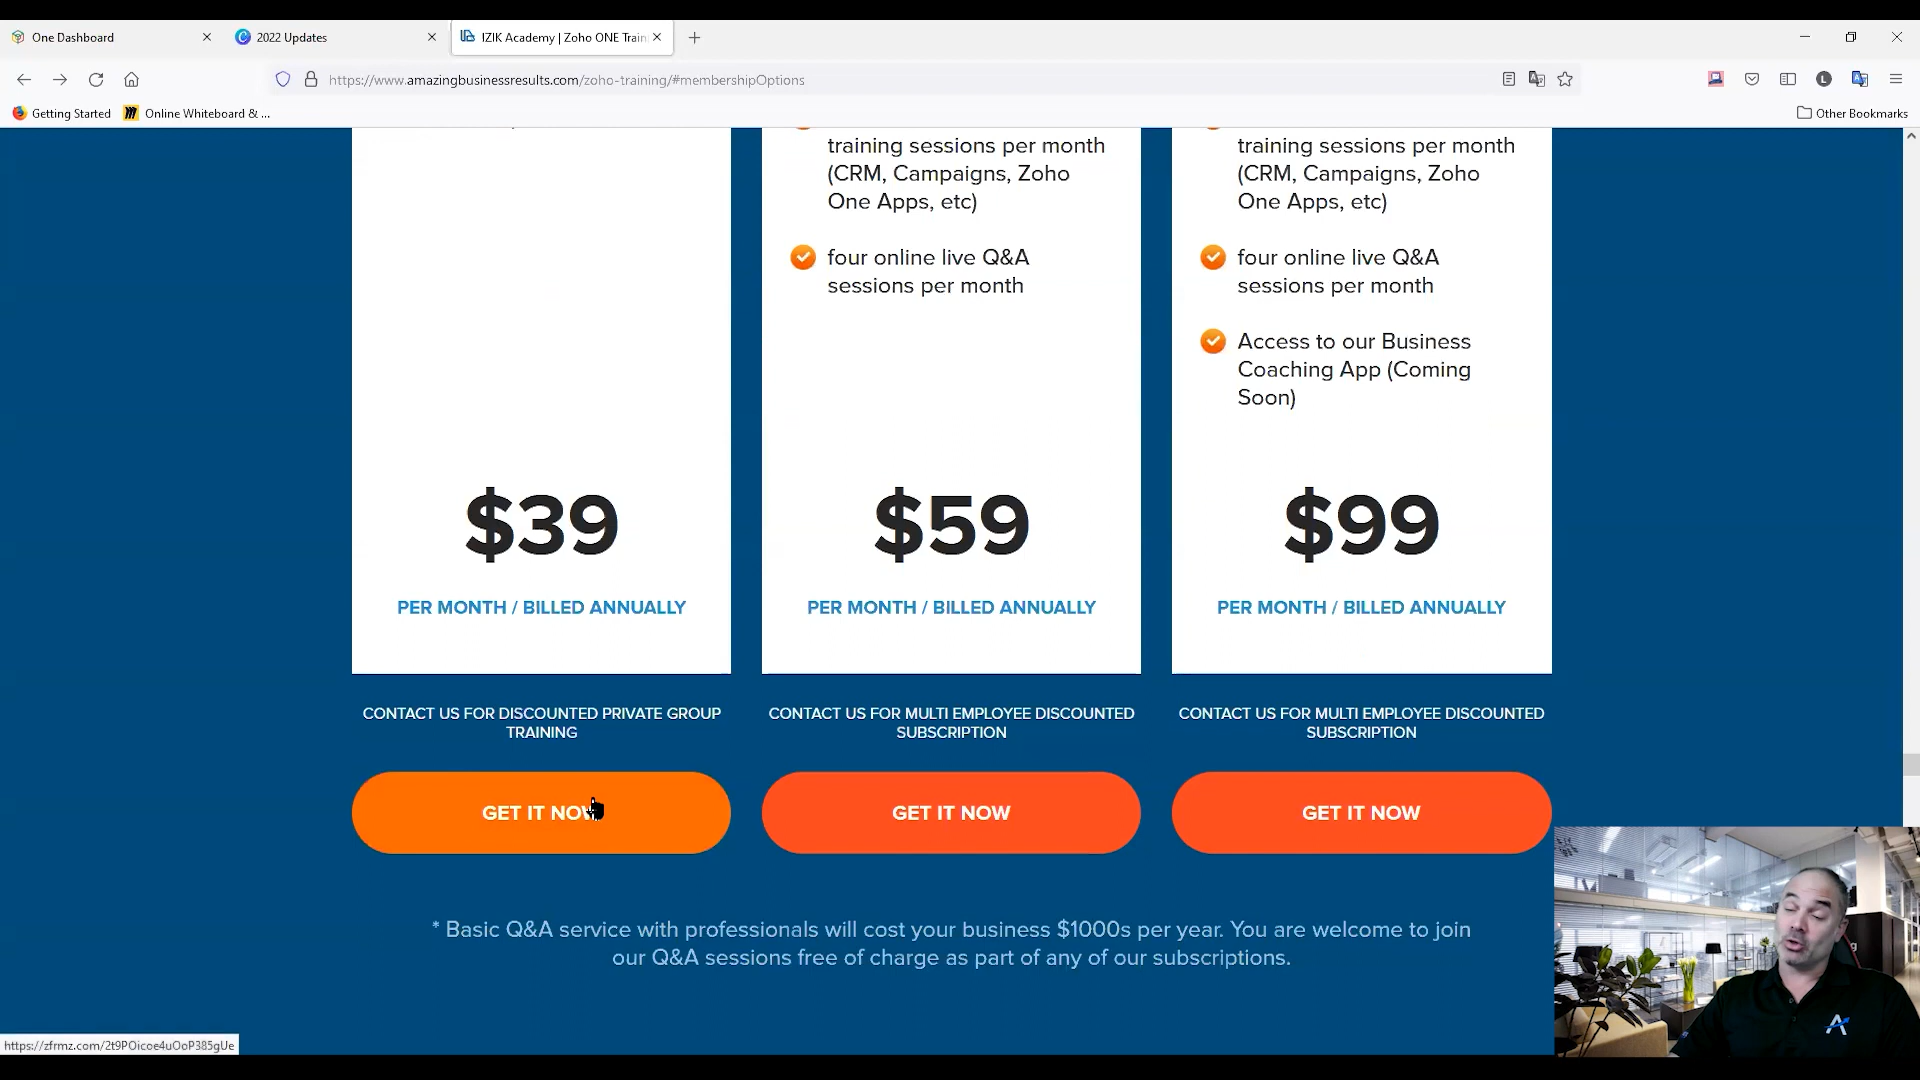 One Dashboard
2022 Updates
IZIK Academy | Zoho ONE Train
https://www.amazingbusinessresults.com/zoho-training/#membershipOptions
L
Getting Started
Online Whiteboard & ...
Other Bookmarks
training sessions per month
(CRM, Campaigns, Zoho
One Apps, etc)
four online live Q&A
sessions per month
$39
PER MONTH / BILLED ANNUALLY
$59
PER MONTH / BILLED ANNUALLY
training sessions per month
(CRM, Campaigns, Zoho
One Apps, etc)
four online live Q&A
sessions per month
Access to our Business
Coaching App (Coming
Soon)
$99
PER MONTH / BILLED ANNUALLY
CONTACT US FOR DISCOUNTED PRIVATE GROUP
TRAINING
CONTACT US FOR MULTI EMPLOYEE DISCOUNTED
SUBSCRIPTION
CONTACT US FOR MULTI EMPLOYEE DISCOUNTED
SUBSCRIPTION
GET IT NOW
GET IT NOW
GET IT NOW
* Basic Q&A service with professionals will cost your business $1000s per year. You are welcome to join
our Q&A sessions free of charge as part of any of our subscriptions.
https://zfrmz.com/2t9POicoe4uOoP385gUe